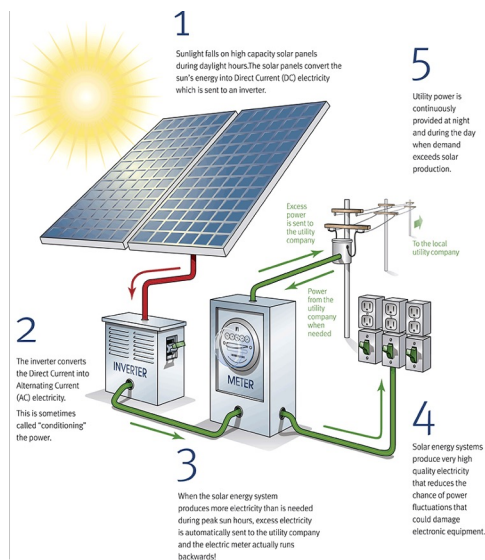 1
Sunlight falls on high capacity solar panels
during daylight hours.The solar panels convert the
sun's energy into Direct Current (DC) electricity
which is sent to an inverter.
5
Utility power is
continuously
provided at night
and during the day
when demand
exceeds solar
production.
Excess
power
is sent to
the utility
company
To the local
utility company
Power
from the
utility
company
when
needed
2
The inverter converts
the Direct Current into
Alternating Current
(AC) electricity.
This is sometimes
called "conditioning"
the power.
INVERTER
METER
3
When the solar energy system
produces more electricity than is needed
during peak sun hours, excess electricity
is automatically sent to the utility company
and the electric meter actually runs
backwards!
4
Solar energy systems
produce very high
quality electricity
that reduces the
chance of power
fluctuations that
could damage
electronic equipment.